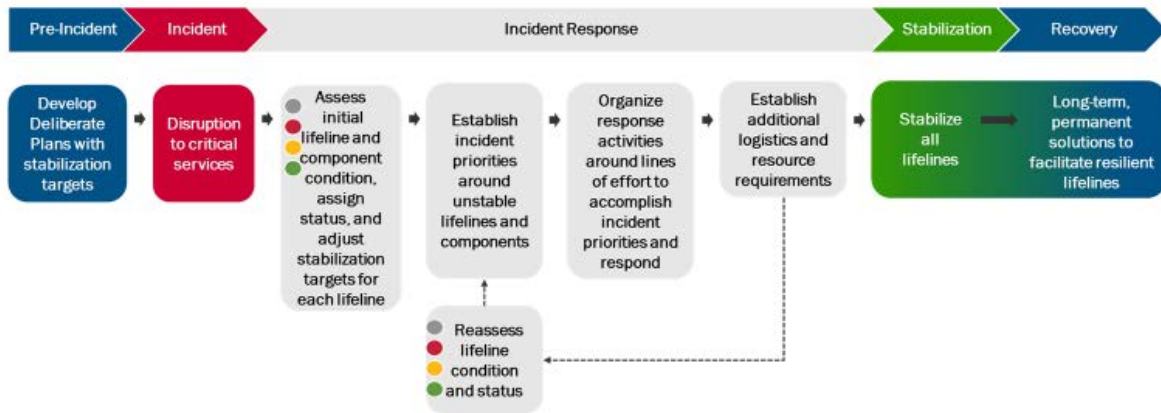 Pre-Incident
Incident
Incident Response
Stabilization
Recovery
Develop
Deliberate
Plans with
stabilization
targets
Disruption
to critical
services
Assess
initial
lifeline and
component
condition,
assign
status, and
adjust
stabilization
targets for
each lifeline
Establish
incident
priorities
around
unstable
lifelines and
components
Organize
response
activities
around lines
of effort to
accomplish
incident
priorities and
respond
Establish
additional
logistics and
resource
requirements
Stabilize
all
lifelines
Long-term,
permanent
solutions to
facilitate resilient
lifelines
Reassess
lifeline
condition
and status